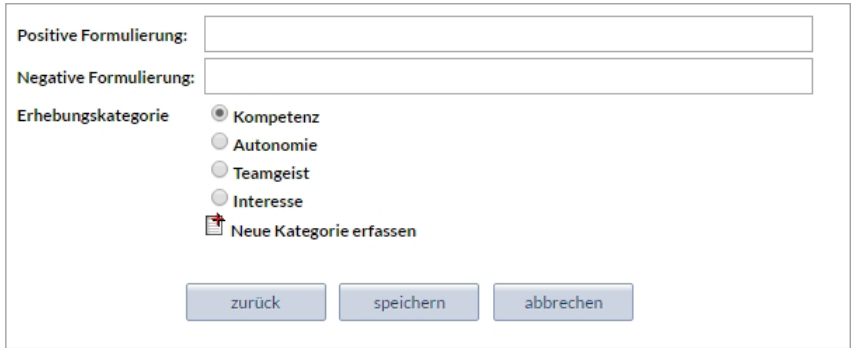 Positive Formulierung:
Negative Formulierung:
Erhebungskategorie
Kompetenz
Autonomie
Teamgeist
Interesse
Neue Kategorie erfassen
zurück speichern abbrechen